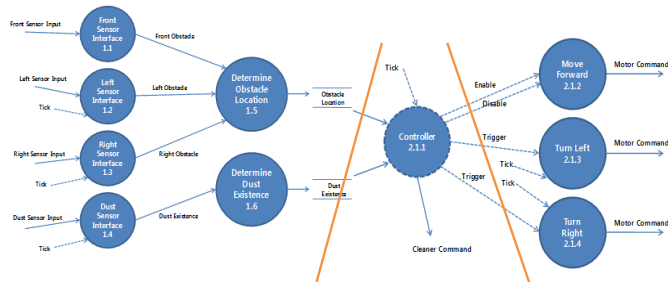 Front Sensor Input
Front
Sensor
Interface
1.1
Front Obstacle
Left Sensor Input
Tick
Left
Sensor
Interface
1.2
Left Obstacle
Right Sensor Input
Tick
Right
Sensor
Interface
1.3
Right Obstacle
Dust Sensor Input
Tick
Dust
Sensor
Interface
1.4
Dust Existence
Determine
Obstacle
Location
1.5
Determine
Dust
Existence
1.6
Obstacle
Location
Dust
Existence
Tick
Controller
2.1.1
Cleaner Command
Enable
Disable
Trigger
Tick
Trigger
Tick
Move
Forward
2.1.2
Motor Command
Turn Left
2.1.3
Motor Command
Turn
Right
2.1.4
Motor Command